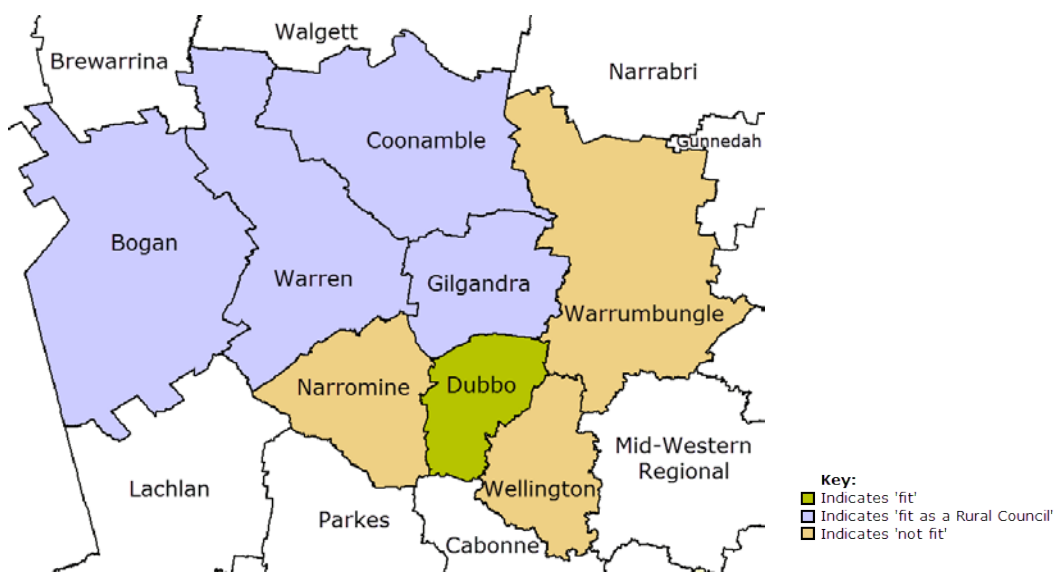 Walgett
Brewarrina
Narrabri
Gunnedah
Coonamble
Bogan
Warren
Gilgandra
Warrumbungle
Narromine
Dubbo
Mid-Western
Regional
Lachlan
Wellington
Parkes
Cabonne
Key:
Indicates 'fit'
Indicates 'fit as a Rural Council'
Indicates 'not fit'